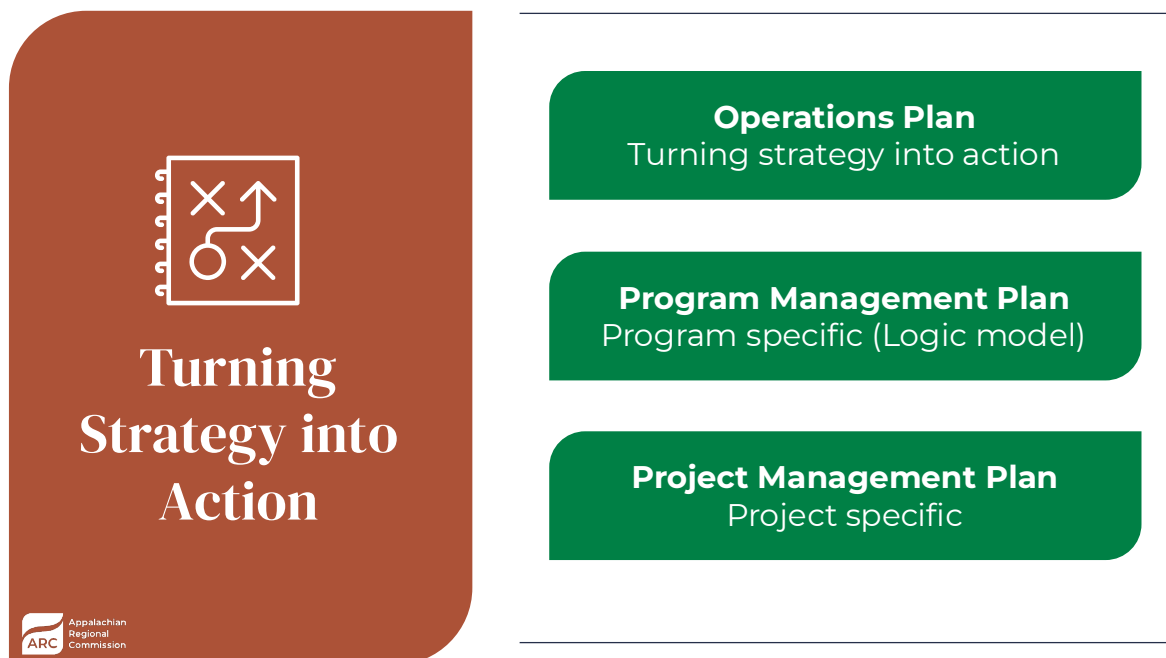 Turning
Strategy into
Action
ARC
Appalachian
Regional
Commission
Operations Plan
Turning strategy into action
Program Management Plan
Program specific (Logic model)
Project Management Plan
Project specific